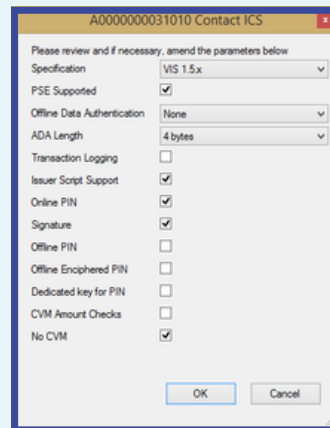 A0000000031010 Contact ICS
x
Please review and if necessary, amend the parameters below
Specification VIS 1.5.x
PSE Supported
Offline Data Authentication None
ADA Length 4 bytes
Transaction Logging
Issuer Script Support
Online PIN
Signature
Offline PIN
Offline Enciphered PIN
Dedicated key for PIN
CVM Amount Checks
No CVM
OK Cancel